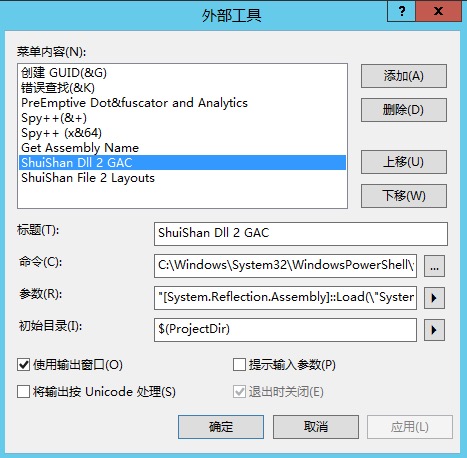 外部工具
?
x
菜单内容(N):
创建 GUID(&G)
错误查找(&K)
PreEmptive Dot&fuscator and Analytics
Spy++(&+)
Spy++ (x&64)
Get Assembly Name
ShuiShan Dll 2 GAC
ShuiShan File 2 Layouts
添加(A)
删除(D)
上移(U)
下移(W)
标题(T):
ShuiShan Dll 2 GAC
命令(C):
C:\Windows\System32\WindowsPowerShell\
...
参数(R):
"[System.Reflection.Assembly]::Load(\"System
初始目录(I):
$(ProjectDir)
使用输出窗口(O)
提示输入参数(P)
将输出按 Unicode 处理(S)
退出时关闭(E)
确定
取消
应用(L)